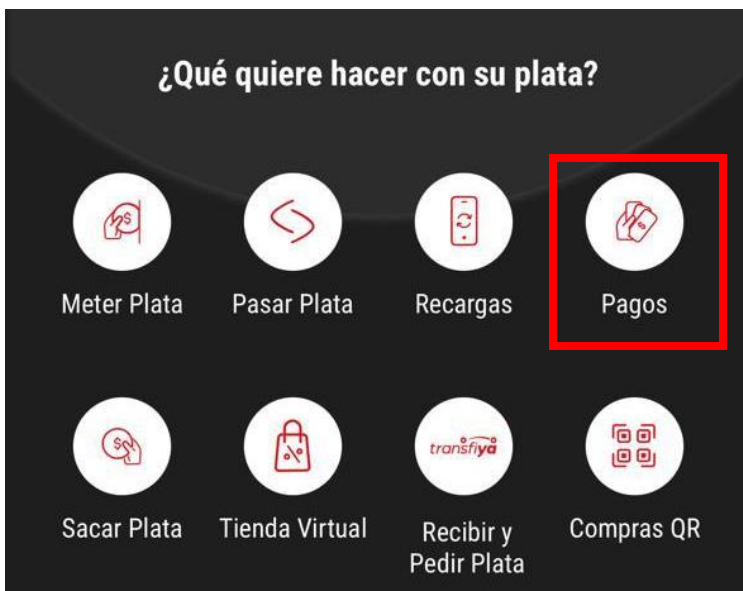 ¿Qué quiere hacer con su plata?
Meter Plata
Pasar Plata
Recargas
Pagos
transfiyá
Sacar Plata
Tienda Virtual
Recibir y
Pedir Plata
Compras QR